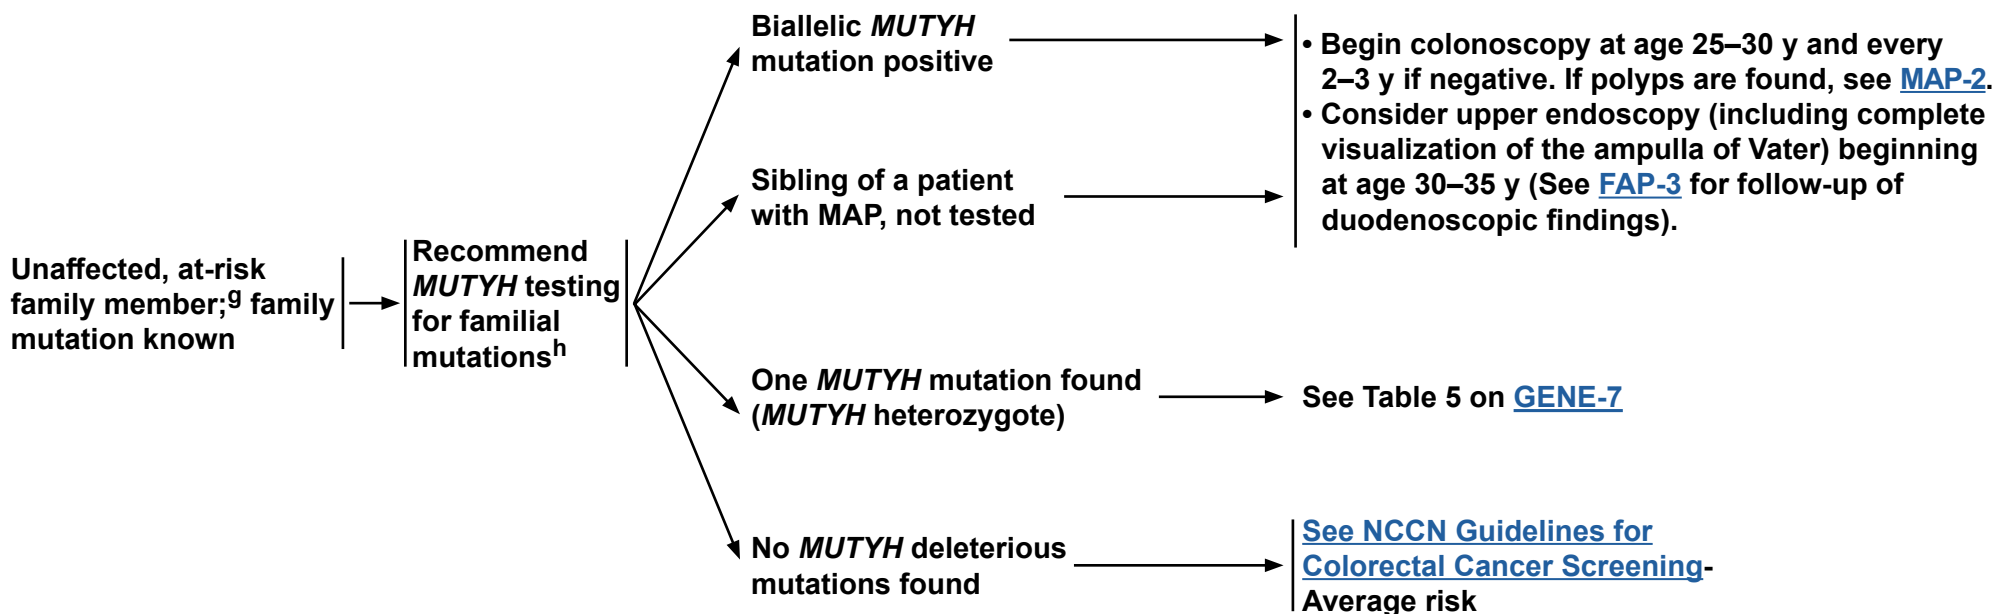 Unaffected, at-risk
family member;g family
mutation known
Recommend
MUTYH testing
for familial
mutationsh
Biallelic MUTYH
mutation positive
• Begin colonoscopy at age 25–30 y and every
2–3 y if negative. If polyps are found, see MAP-2.
• Consider upper endoscopy (including complete
visualization of the ampulla of Vater) beginning
at age 30–35 y (See FAP-3 for follow-up of
duodenoscopic findings).
Sibling of a patient
with MAP, not tested
One MUTYH mutation found
(MUTYH heterozygote)
See Table 5 on GENE-7
No MUTYH deleterious
mutations found
See NCCN Guidelines for
Colorectal Cancer Screening-
Average risk